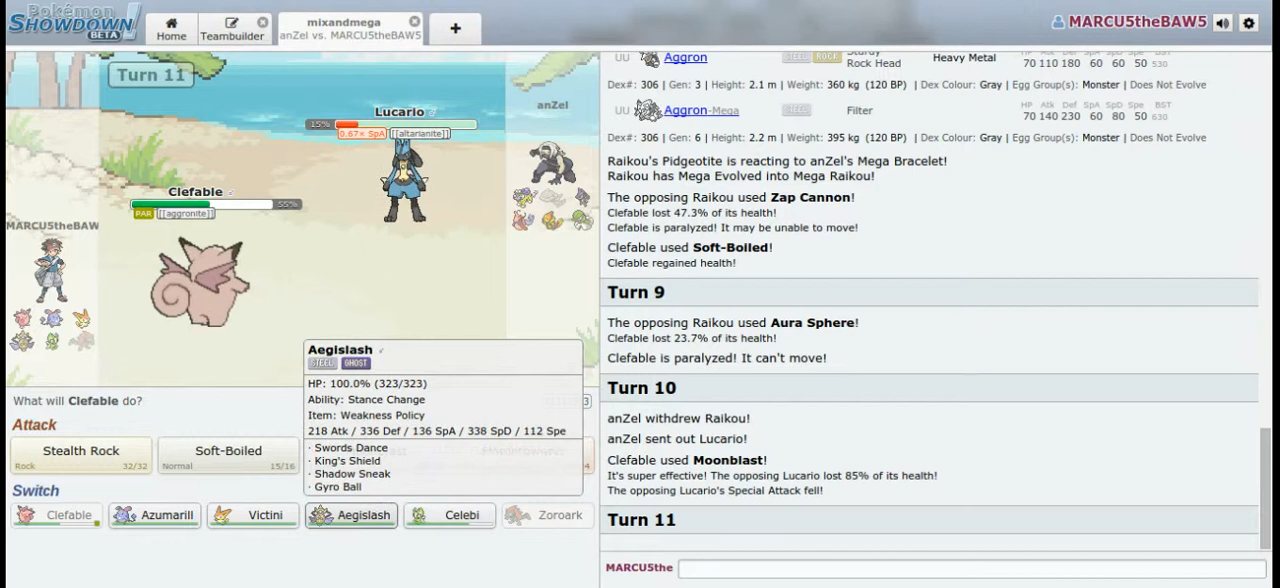 Pokémon
SHOWDOWN!
BETA
Home
Teambuilder
mixandmega
anZel vs. MARCU5theBAW5
+
MARCU5theBAW5
Turn 11
anZel
Lucario ♂
15%
0.67× SpA [[altarianite]]
Clefable ♂
55%
PAR [[aggronite]]
MARCU5theBAW
Aegislash ♂
STEEL GHOST
HP: 100.0% (323/323)
Ability: Stance Change
Item: Weakness Policy
218 Atk / 336 Def / 136 SpA / 338 SpD / 112 Spe
· Swords Dance
· King's Shield
· Shadow Sneak
· Gyro Ball
What will Clefable do?
Attack
Stealth Rock
Rock 32/32
Soft-Boiled
Normal 15/16
Switch
Clefable
Azumarill
Victini
Aegislash
Celebi
Zoroark
UU Aggron STEEL ROCK Sturdy Rock Head Heavy Metal HP Atk Def SpA SpD Spe BST
70 110 180 60 60 50 530
Dex#: 306 | Gen: 3 | Height: 2.1 m | Weight: 360 kg (120 BP) | Dex Colour: Gray | Egg Group(s): Monster | Does Not Evolve
UU Aggron-Mega STEEL Filter HP Atk Def SpA SpD Spe BST
70 140 230 60 80 50 630
Dex#: 306 | Gen: 6 | Height: 2.2 m | Weight: 395 kg (120 BP) | Dex Colour: Gray | Egg Group(s): Monster | Does Not Evolve
Raikou's Pidgeotite is reacting to anZel's Mega Bracelet!
Raikou has Mega Evolved into Mega Raikou!
The opposing Raikou used Zap Cannon!
Clefable lost 47.3% of its health!
Clefable is paralyzed! It may be unable to move!
Clefable used Soft-Boiled!
Clefable regained health!
Turn 9
The opposing Raikou used Aura Sphere!
Clefable lost 23.7% of its health!
Clefable is paralyzed! It can't move!
Turn 10
anZel withdrew Raikou!
anZel sent out Lucario!
Clefable used Moonblast!
It's super effective! The opposing Lucario lost 85% of its health!
The opposing Lucario's Special Attack fell!
Turn 11
MARCU5the